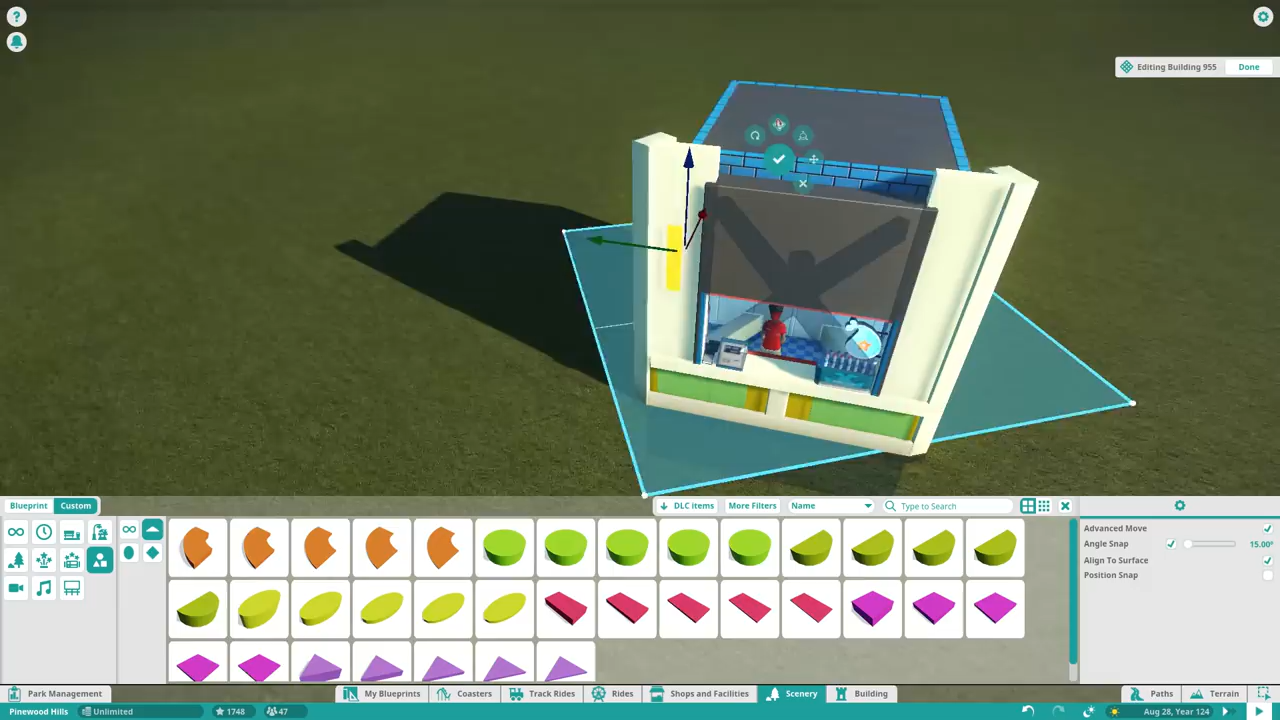 ?
Editing Building 955 Done
Blueprint Custom
DLC items More Filters Name Type to Search
Advanced Move
Angle Snap 15.00°
Align To Surface
Position Snap
Park Management My Blueprints Coasters Track Rides Rides Shops and Facilities Scenery Building Paths Terrain
Pinewood Hills Unlimited 1748 47 Aug 28, Year 124